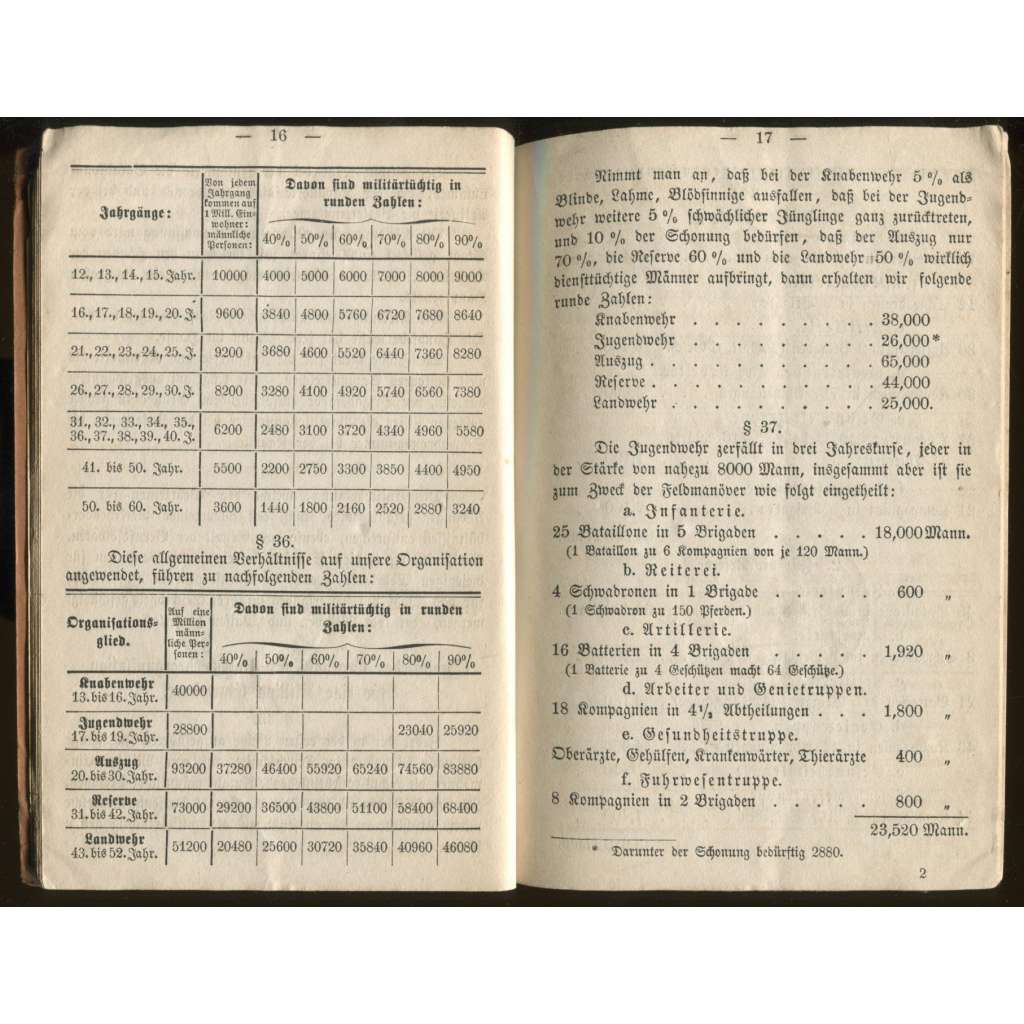 — 16 —
Jahrgänge:
Von jedem
Jahrgang
kommen auf
1 Mill. Ein-
wohner:
männliche
Personen:
Davon sind militärtüchtig in
runden Zahlen:
40% 50% 60% 70% 80% 90%
12., 13., 14., 15. Jahr. 10000 4000 5000 6000 7000 8000 9000
16., 17., 18., 19., 20. J. 9600 3840 4800 5760 6720 7680 8640
21., 22., 23., 24., 25. J. 9200 3680 4600 5520 6440 7360 8280
26., 27., 28., 29., 30. J. 8200 3280 4100 4920 5740 6560 7380
31., 32., 33., 34., 35.,
36., 37., 38., 39., 40. J. 6200 2480 3100 3720 4340 4960 5580
41. bis 50. Jahr. 5500 2200 2750 3300 3850 4400 4950
50. bis 60. Jahr. 3600 1440 1800 2160 2520 2880 3240
§ 36.
Diese allgemeinen Verhältnisse auf unsere Organisation
angewendet, führen zu nachfolgenden Zahlen:
Organisations-
glied.
Auf eine
Million
männ-
liche Per-
sonen:
Davon sind militärtüchtig in runden
Zahlen:
40% 50% 60% 70% 80% 90%
Knabenwehr
13. bis 16. Jahr. 40000
Jugendwehr
17. bis 19. Jahr. 28800 23040 25920
Auszug
20. bis 30. Jahr. 93200 37280 46400 55920 65240 74560 83880
Reserve
31. bis 42. Jahr. 73000 29200 36500 43800 51100 58400 68400
Landwehr
43. bis 52. Jahr. 51200 20480 25600 30720 35840 40960 46080
— 17 —
Nimmt man an, daß bei der Knabenwehr 5 % als
Blinde, Lahme, Blödsinnige ausfallen, daß bei der Jugend-
wehr weitere 5 % schwächlicher Jünglinge ganz zurücktreten,
und 10 % der Schonung bedürfen, daß der Auszug nur
70 %, die Reserve 60 % und die Landwehr 50 % wirklich
diensttüchtige Männer aufbringt, dann erhalten wir folgende
runde Zahlen:
Knabenwehr . . . . . . . . . 38,000
Jugendwehr . . . . . . . . . 26,000*
Auszug . . . . . . . . . . . 65,000
Reserve . . . . . . . . . . . 44,000
Landwehr . . . . . . . . . . 25,000.
§ 37.
Die Jugendwehr zerfällt in drei Jahreskurse, jeder in
der Stärke von nahezu 8000 Mann, insgesammt aber ist sie
zum Zweck der Feldmanöver wie folgt eingetheilt:
a. Infanterie.
25 Bataillone in 5 Brigaden . . . . . 18,000 Mann.
(1 Bataillon zu 6 Kompagnien von je 120 Mann.)
b. Reiterei.
4 Schwadronen in 1 Brigade . . . . . 600 „
(1 Schwadron zu 150 Pferden.)
c. Artillerie.
16 Batterien in 4 Brigaden . . . . . 1,920 „
(1 Batterie zu 4 Geschützen macht 64 Geschütze.)
d. Arbeiter und Genietruppen.
18 Kompagnien in 4½ Abtheilungen . . . 1,800 „
e. Gesundheitstruppe.
Oberärzte, Gehülfen, Krankenwärter, Thierärzte 400 „
f. Fuhrwesentruppe.
8 Kompagnien in 2 Brigaden . . . . . 800 „
23,520 Mann.
* Darunter der Schonung bedürftig 2880.
2